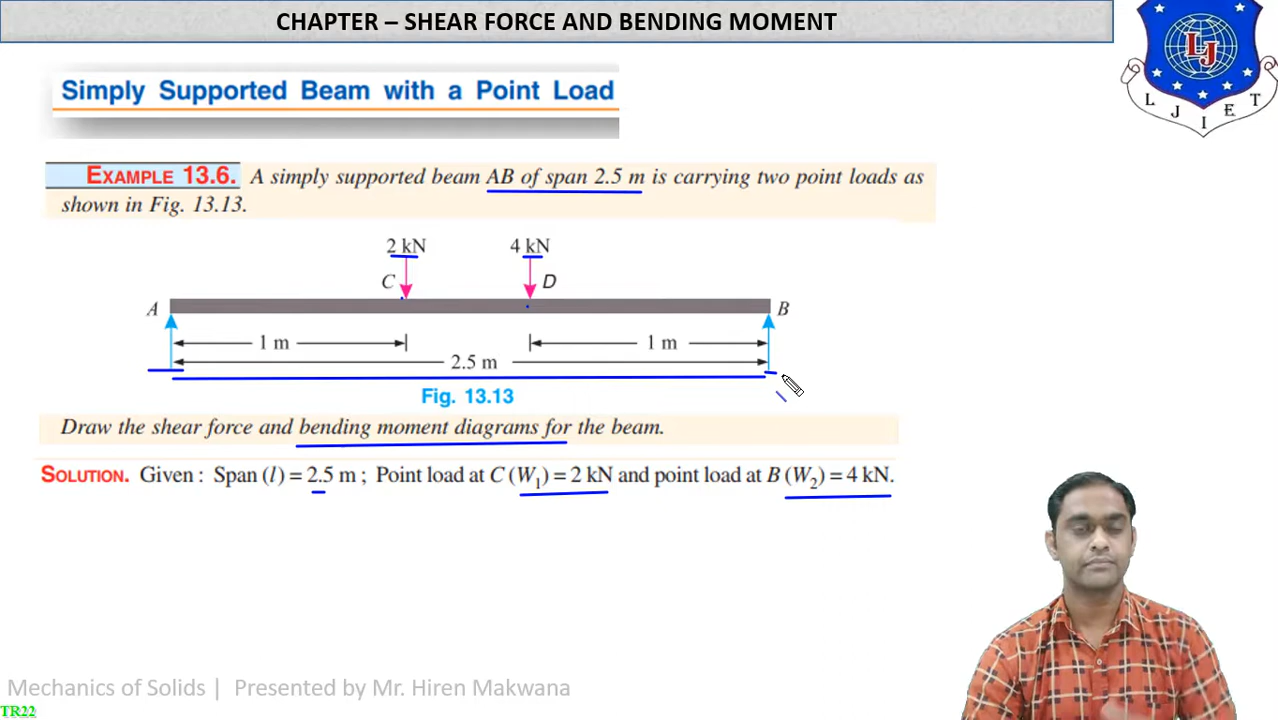 CHAPTER – SHEAR FORCE AND BENDING MOMENT
L J I E T
LJ
Simply Supported Beam with a Point Load
EXAMPLE 13.6. A simply supported beam AB of span 2.5 m is carrying two point loads as
shown in Fig. 13.13.
2 kN 4 kN
C D
A B
1 m 1 m
2.5 m
Fig. 13.13
Draw the shear force and bending moment diagrams for the beam.
SOLUTION. Given : Span (l) = 2.5 m ; Point load at C (W1) = 2 kN and point load at B (W2) = 4 kN.
Mechanics of Solids | Presented by Mr. Hiren Makwana
TR22